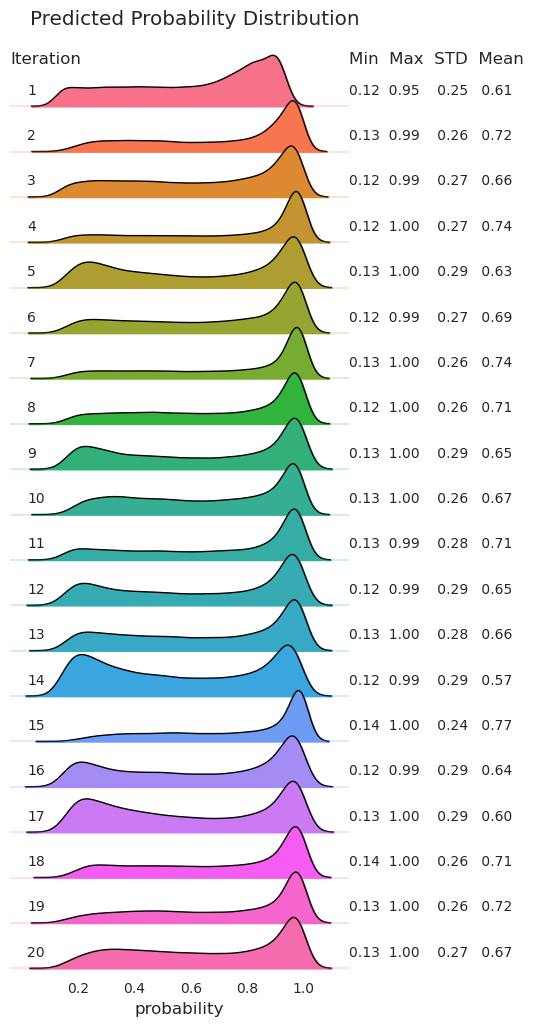 Predicted Probability Distribution
Iteration Min Max STD Mean
1 0.12 0.95 0.25 0.61
2 0.13 0.99 0.26 0.72
3 0.12 0.99 0.27 0.66
4 0.12 1.00 0.27 0.74
5 0.13 1.00 0.29 0.63
6 0.12 0.99 0.27 0.69
7 0.13 1.00 0.26 0.74
8 0.12 1.00 0.26 0.71
9 0.13 1.00 0.29 0.65
10 0.13 1.00 0.26 0.67
11 0.13 0.99 0.28 0.71
12 0.12 0.99 0.29 0.65
13 0.13 1.00 0.28 0.66
14 0.12 0.99 0.29 0.57
15 0.14 1.00 0.24 0.77
16 0.12 0.99 0.29 0.64
17 0.13 1.00 0.29 0.60
18 0.14 1.00 0.26 0.71
19 0.13 1.00 0.26 0.72
20 0.13 1.00 0.27 0.67
0.2 0.4 0.6 0.8 1.0
probability